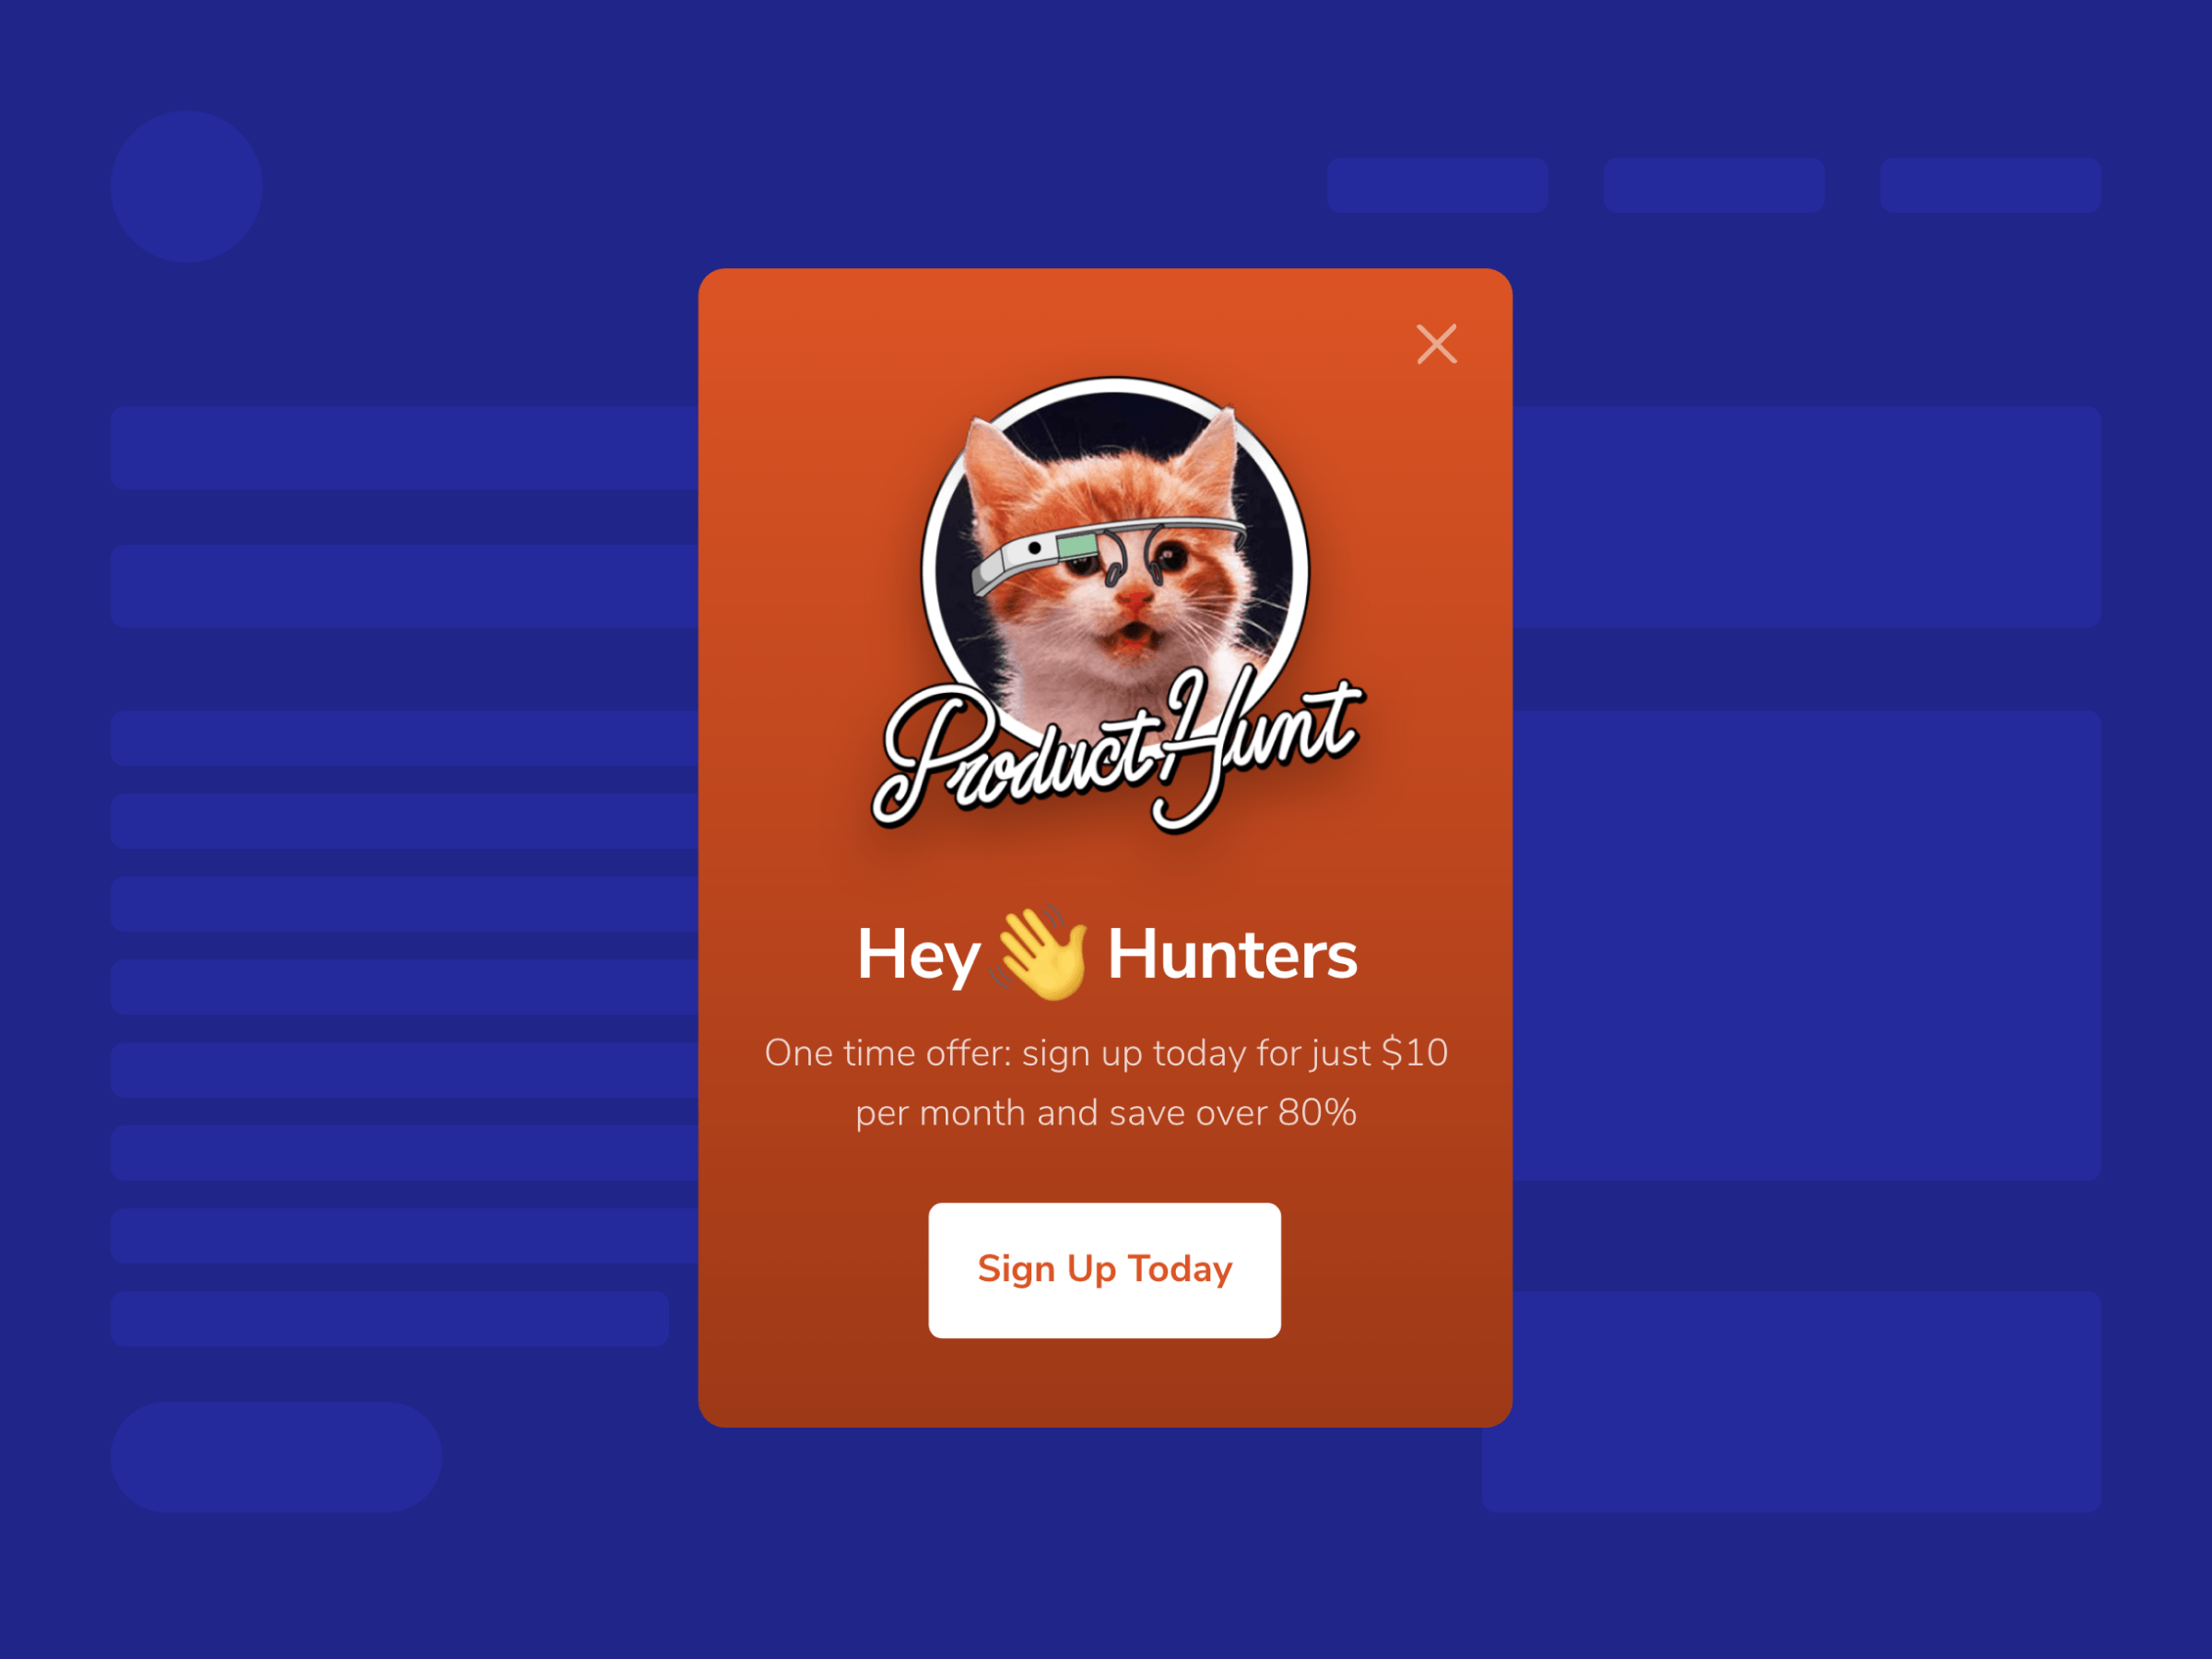 Product Hunt
Hey 👋 Hunters
One time offer: sign up today for just $10
per month and save over 80%
Sign Up Today